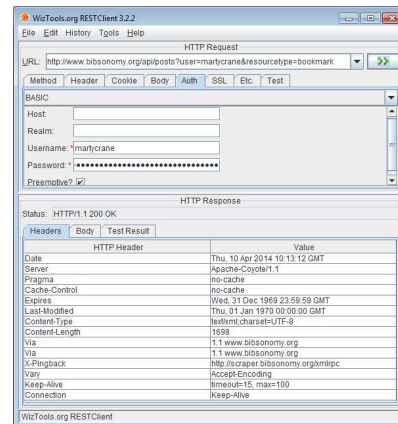 WizTools.org RESTClient 3.2.2
File Edit History Tools Help
HTTP Request
URL: http://www.bibsonomy.org/api/posts?user=martycrane&resourcetype=bookmark
Method Header Cookie Body Auth SSL Etc. Test
BASIC
Host:
Realm:
Username: * martycrane
Password: * ••••••••••••••••••••••••••••••••
Preemptive?
HTTP Response
Status: HTTP/1.1 200 OK
Headers Body Test Result
HTTP Header Value
Date Thu, 10 Apr 2014 10:13:12 GMT
Server Apache-Coyote/1.1
Pragma no-cache
Cache-Control no-cache
Expires Wed, 31 Dec 1969 23:59:59 GMT
Last-Modified Thu, 01 Jan 1970 00:00:00 GMT
Content-Type text/xml;charset=UTF-8
Content-Length 1698
Via 1.1 www.bibsonomy.org
Via 1.1 www.bibsonomy.org
X-Pingback http://scraper.bibsonomy.org/xmlrpc
Vary Accept-Encoding
Keep-Alive timeout=15, max=100
Connection Keep-Alive
WizTools.org RESTClient